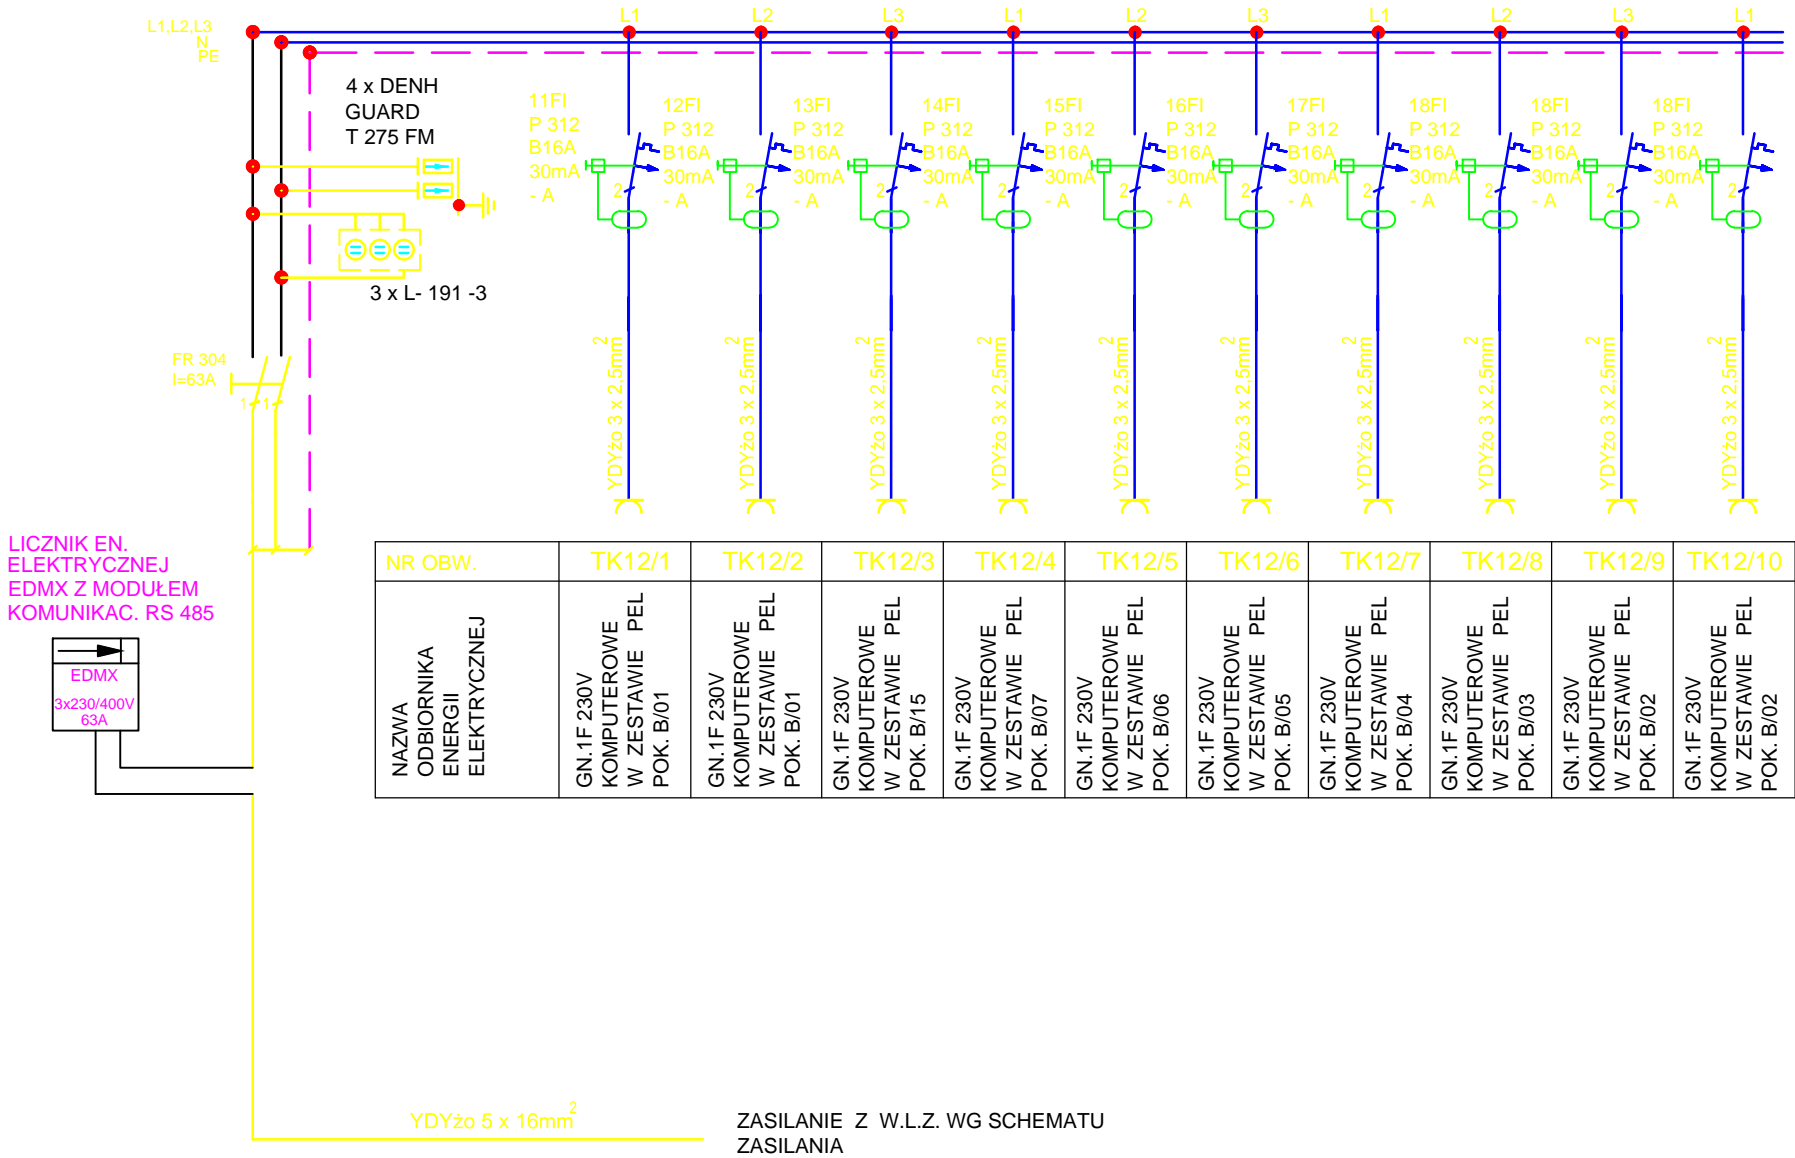 L1,L2,L3
N
PE
L1
L2
L3
L1
L2
L3
L1
L2
L3
L1
4 x DENH
GUARD
T 275 FM
11FI
P 312
B16A
30mA
- A
12FI
P 312
B16A
30mA
- A
13FI
P 312
B16A
30mA
- A
14FI
P 312
B16A
30mA
- A
15FI
P 312
B16A
30mA
- A
16FI
P 312
B16A
30mA
- A
17FI
P 312
B16A
30mA
- A
18FI
P 312
B16A
30mA
- A
18FI
P 312
B16A
30mA
- A
18FI
P 312
B16A
30mA
- A
2
2
2
2
2
2
2
2
2
2
3 x L- 191 -3
FR 304
I=63A
1
1
YDYżo 3 x 2,5mm2
YDYżo 3 x 2,5mm2
YDYżo 3 x 2,5mm2
YDYżo 3 x 2,5mm2
YDYżo 3 x 2,5mm2
YDYżo 3 x 2,5mm2
YDYżo 3 x 2,5mm2
YDYżo 3 x 2,5mm2
YDYżo 3 x 2,5mm2
YDYżo 3 x 2,5mm2
LICZNIK EN.
ELEKTRYCZNEJ
EDMX Z MODUŁEM
KOMUNIKAC. RS 485
EDMX
3x230/400V
63A
NR OBW.
TK12/1
TK12/2
TK12/3
TK12/4
TK12/5
TK12/6
TK12/7
TK12/8
TK12/9
TK12/10
NAZWA
ODBIORNIKA
ENERGII
ELEKTRYCZNEJ
GN.1F 230V
KOMPUTEROWE
W ZESTAWIE PEL
POK. B/01
GN.1F 230V
KOMPUTEROWE
W ZESTAWIE PEL
POK. B/01
GN.1F 230V
KOMPUTEROWE
W ZESTAWIE PEL
POK. B/15
GN.1F 230V
KOMPUTEROWE
W ZESTAWIE PEL
POK. B/07
GN.1F 230V
KOMPUTEROWE
W ZESTAWIE PEL
POK. B/06
GN.1F 230V
KOMPUTEROWE
W ZESTAWIE PEL
POK. B/05
GN.1F 230V
KOMPUTEROWE
W ZESTAWIE PEL
POK. B/04
GN.1F 230V
KOMPUTEROWE
W ZESTAWIE PEL
POK. B/03
GN.1F 230V
KOMPUTEROWE
W ZESTAWIE PEL
POK. B/02
GN.1F 230V
KOMPUTEROWE
W ZESTAWIE PEL
POK. B/02
YDYżo 5 x 16mm2
ZASILANIE Z W.L.Z. WG SCHEMATU
ZASILANIA